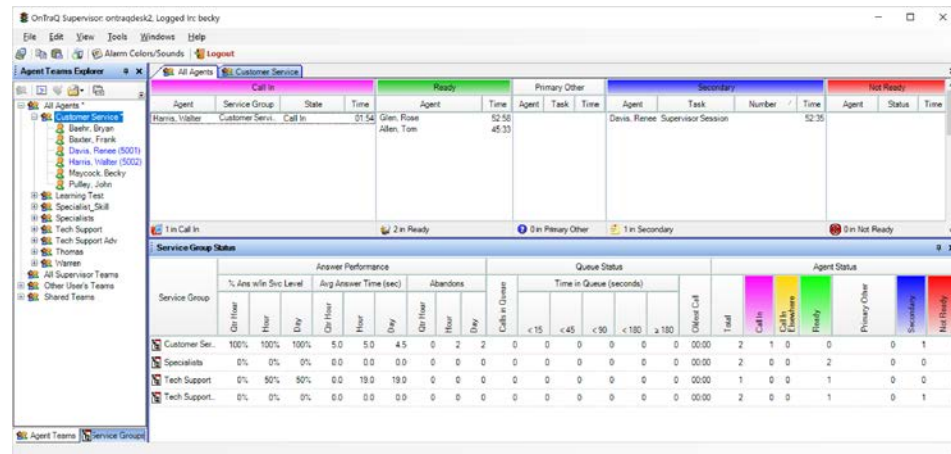 OnTraQ Supervisor: ontraqdesk2, Logged In: becky
File Edit View Tools Windows Help
Alarm Colors/Sounds Logout
Agent Teams Explorer
All Agents Customer Service
Call In Ready Primary Other Secondary Not Ready
Agent Service Group State Time Agent Time Agent Task Time Agent Task Number Time Agent Status Time
Harris, Walter Customer Servi.. Call In 01:54 Glen, Rose 52:58 Davis, Renee Supervisor Session 52:35
Allen, Tom 45:33
1 in Call In 2 in Ready 0 in Primary Other 1 in Secondary 0 in Not Ready
All Agents *
Customer Service *
Baehr, Bryan
Baxter, Frank
Davis, Renee (5001)
Harris, Walter (5002)
Maycock, Becky
Pulley, John
Learning Test
Specialist_Skill
Specialists
Tech Support
Tech Support Adv
Thomas
Warren
All Supervisor Teams
Other User's Teams
Shared Teams
Agent Teams Service Groups
Service Group Status
Answer Performance Queue Status Agent Status
% Ans w/in Svc Level Avg Answer Time (sec) Abandons Time in Queue (seconds)
Service Group Qtr Hour Hour Day Qtr Hour Hour Day Qtr Hour Hour Day Calls in Queue < 15 < 45 < 90 < 180 ≥ 180 Oldest Call Total Call In Call In Elsewhere Ready Primary Other Secondary Not Ready
Customer Ser.. 100% 100% 100% 5.0 5.0 4.5 0 2 2 0 0 0 0 0 0 00:00 2 1 0 0 0 1
Specialists 0% 0% 0% 0.0 0.0 0.0 0 0 0 0 0 0 0 0 0 00:00 2 0 0 2 0 0
Tech Support 0% 50% 50% 0.0 19.0 19.0 0 0 0 0 0 0 0 0 0 00:00 1 0 0 1 0 0
Tech Support.. 0% 0% 0% 0.0 0.0 0.0 0 0 0 0 0 0 0 0 0 00:00 2 0 0 1 0 1